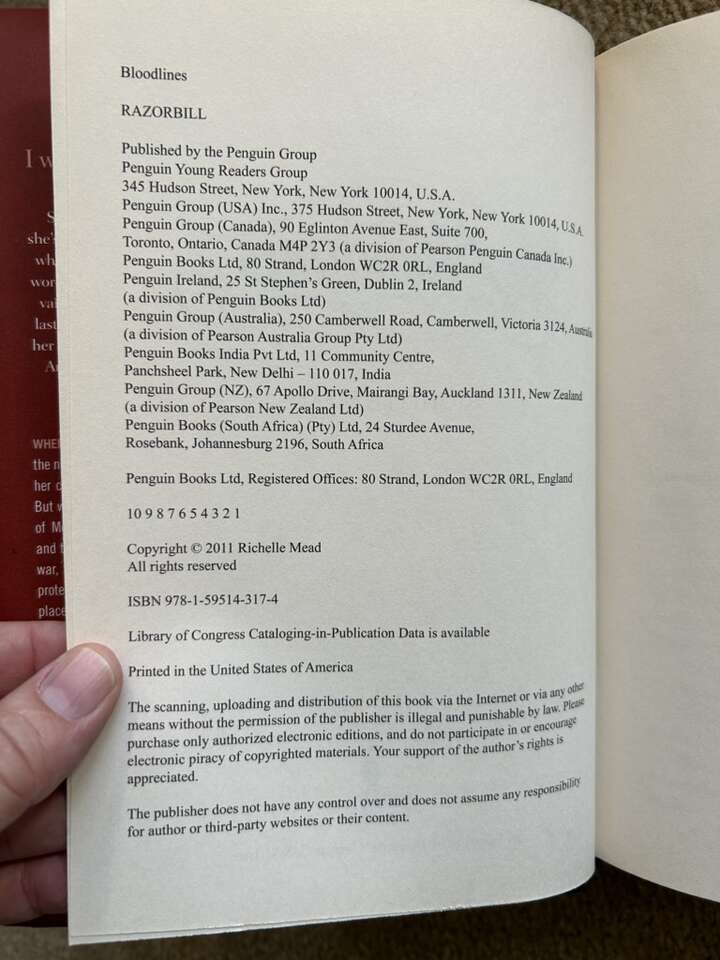 Bloodlines
RAZORBILL
Published by the Penguin Group
Penguin Young Readers Group
345 Hudson Street, New York, New York 10014, U.S.A.
Penguin Group (USA) Inc., 375 Hudson Street, New York, New York 10014, U.S.A.
Penguin Group (Canada), 90 Eglinton Avenue East, Suite 700,
Toronto, Ontario, Canada M4P 2Y3 (a division of Pearson Penguin Canada Inc.)
Penguin Books Ltd, 80 Strand, London WC2R 0RL, England
Penguin Ireland, 25 St Stephen's Green, Dublin 2, Ireland
(a division of Penguin Books Ltd)
Penguin Group (Australia), 250 Camberwell Road, Camberwell, Victoria 3124, Australia
(a division of Pearson Australia Group Pty Ltd)
Penguin Books India Pvt Ltd, 11 Community Centre,
Panchsheel Park, New Delhi – 110 017, India
Penguin Group (NZ), 67 Apollo Drive, Mairangi Bay, Auckland 1311, New Zealand
(a division of Pearson New Zealand Ltd)
Penguin Books (South Africa) (Pty) Ltd, 24 Sturdee Avenue,
Rosebank, Johannesburg 2196, South Africa
Penguin Books Ltd, Registered Offices: 80 Strand, London WC2R 0RL, England
10 9 8 7 6 5 4 3 2 1
Copyright © 2011 Richelle Mead
All rights reserved
ISBN 978-1-59514-317-4
Library of Congress Cataloging-in-Publication Data is available
Printed in the United States of America
The scanning, uploading and distribution of this book via the Internet or via any other
means without the permission of the publisher is illegal and punishable by law. Please
purchase only authorized electronic editions, and do not participate in or encourage
electronic piracy of copyrighted materials. Your support of the author's rights is
appreciated.
The publisher does not have any control over and does not assume any responsibility
for author or third-party websites or their content.